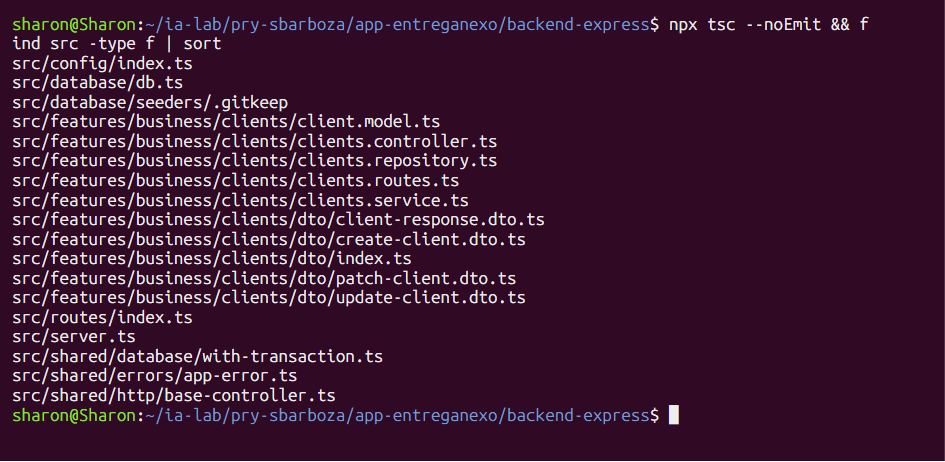 sharon@Sharon:~/ia-lab/pry-sbarboza/app-entreganexo/backend-express$ npx tsc --noEmit && f
ind src -type f | sort
src/config/index.ts
src/database/db.ts
src/database/seeders/.gitkeep
src/features/business/clients/client.model.ts
src/features/business/clients/clients.controller.ts
src/features/business/clients/clients.repository.ts
src/features/business/clients/clients.routes.ts
src/features/business/clients/clients.service.ts
src/features/business/clients/dto/client-response.dto.ts
src/features/business/clients/dto/create-client.dto.ts
src/features/business/clients/dto/index.ts
src/features/business/clients/dto/patch-client.dto.ts
src/features/business/clients/dto/update-client.dto.ts
src/routes/index.ts
src/server.ts
src/shared/database/with-transaction.ts
src/shared/errors/app-error.ts
src/shared/http/base-controller.ts
sharon@Sharon:~/ia-lab/pry-sbarboza/app-entreganexo/backend-express$